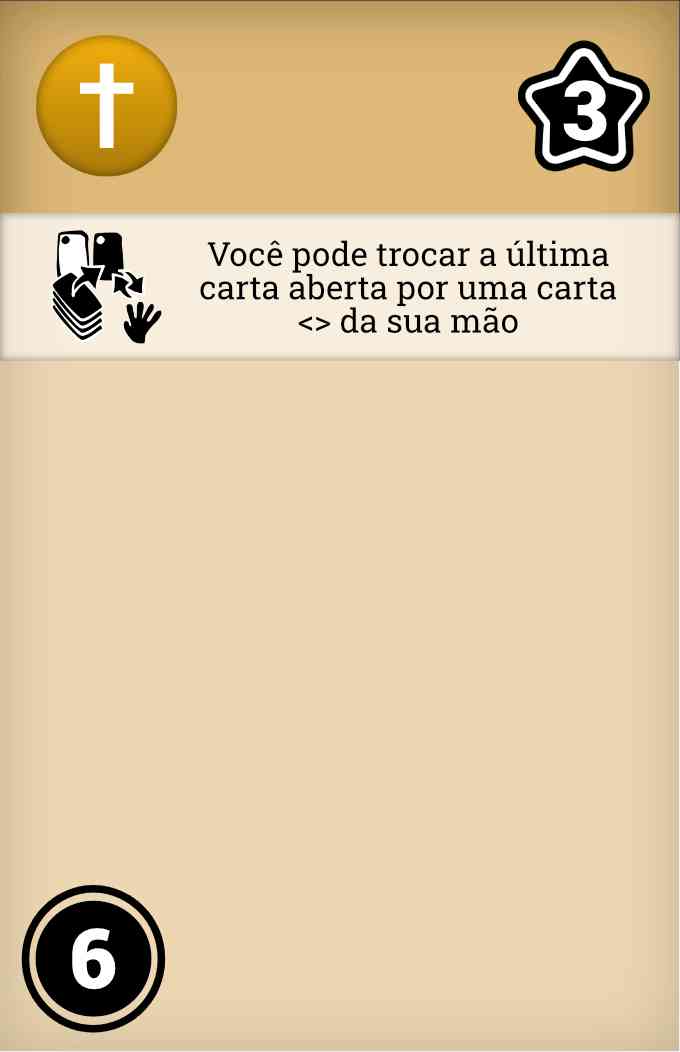 3
Você pode trocar a última
carta aberta por uma carta
<> da sua mão
6